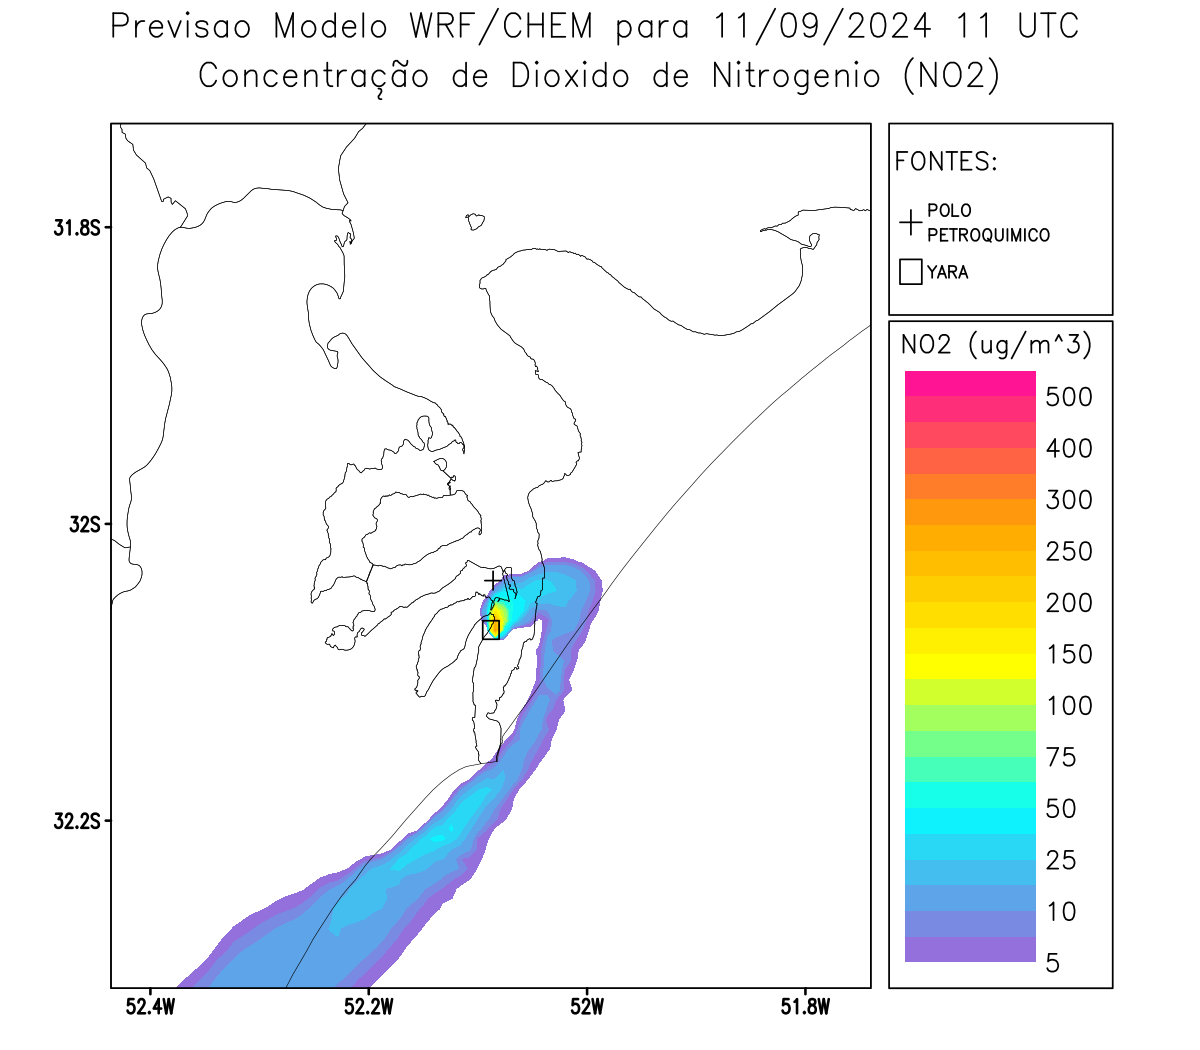 Previsao Modelo WRF/CHEM para 11/09/2024 11 UTC
Concentração de Dioxido de Nitrogenio (NO2)
FONTES:
POLO
PETROQUIMICO
YARA
NO2 (ug/m^3)
500
400
300
250
200
150
100
75
50
25
10
5
31.8S
32S
32.2S
52.4W
52.2W
52W
51.8W